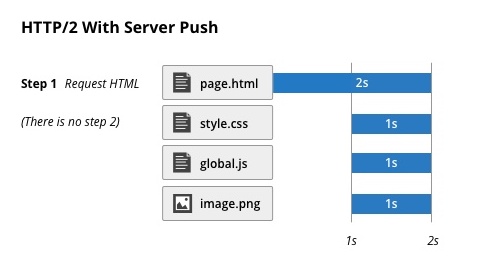 HTTP/2 With Server Push
Step 1 Request HTML
page.html
2s
(There is no step 2)
style.css
1s
global.js
1s
image.png
1s
1s
2s